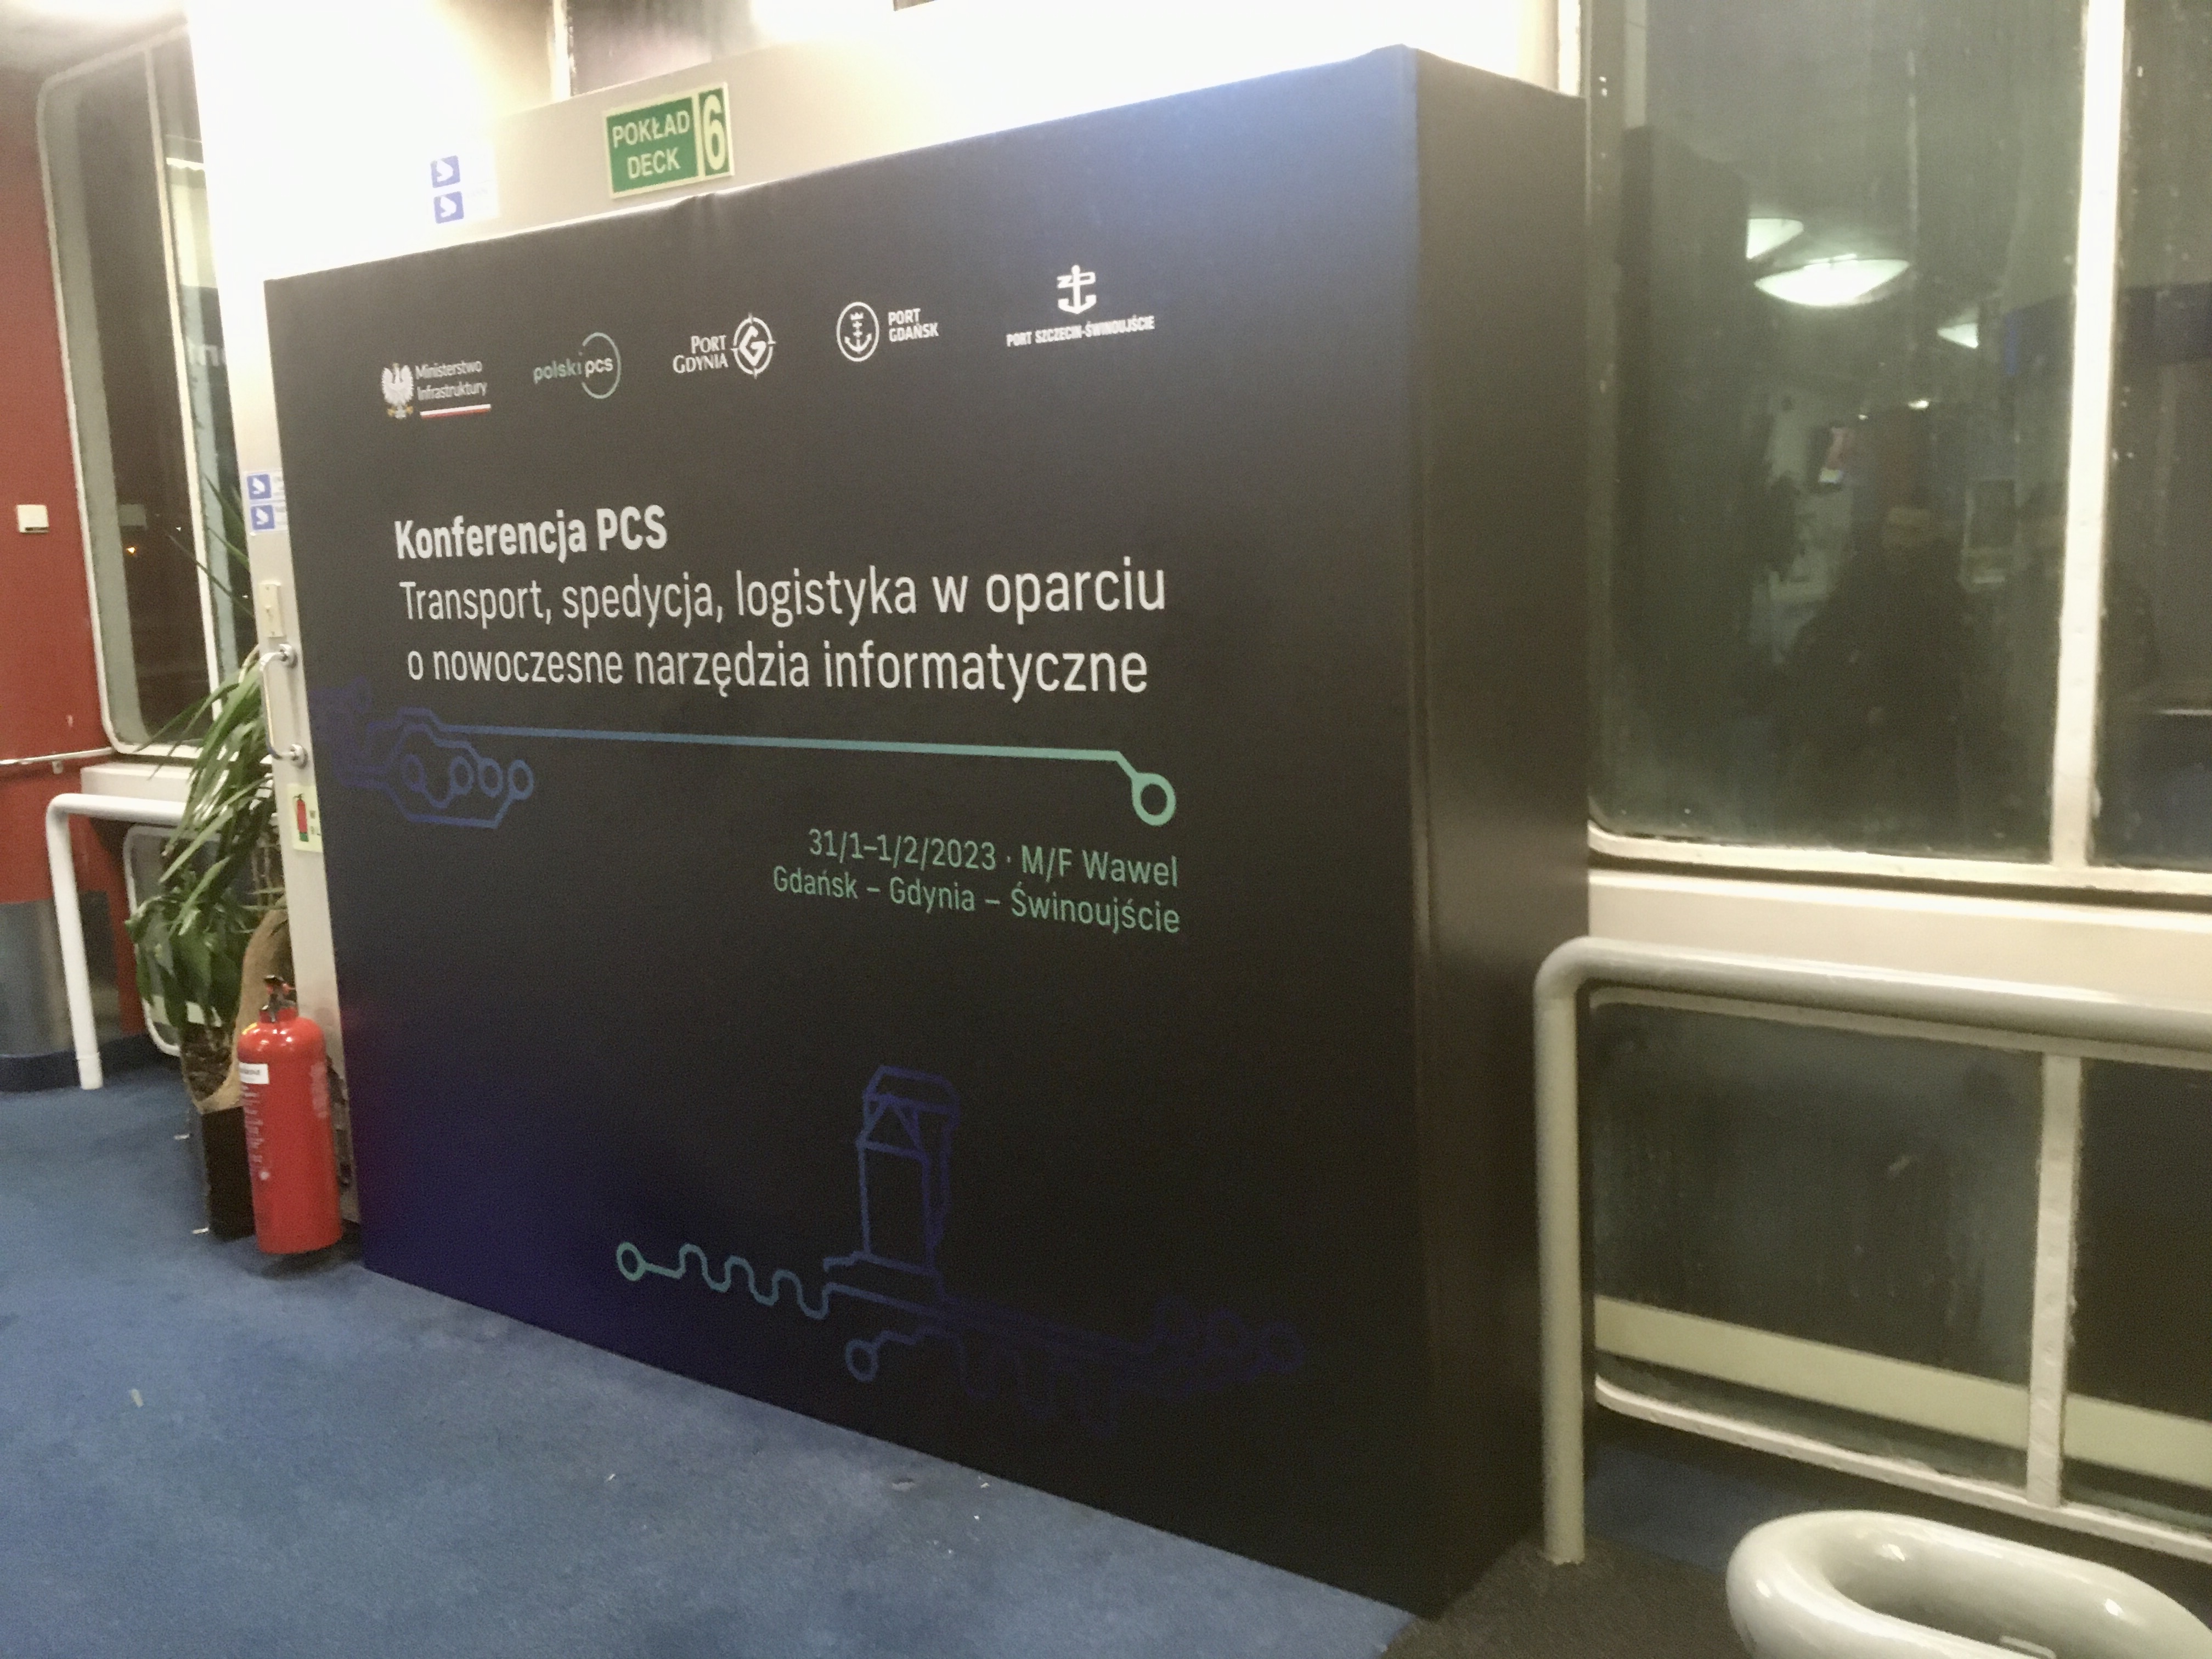 POKŁAD 6
DECK
Ministerstwo
Infrastruktury
polski pcs
PORT
GDYNIA
PORT
GDAŃSK
PORT SZCZECIN-ŚWINOUJŚCIE
Konferencja PCS
Transport, spedycja, logistyka w oparciu
o nowoczesne narzędzia informatyczne
31/1–1/2/2023 · M/F Wawel
Gdańsk – Gdynia – Świnoujście